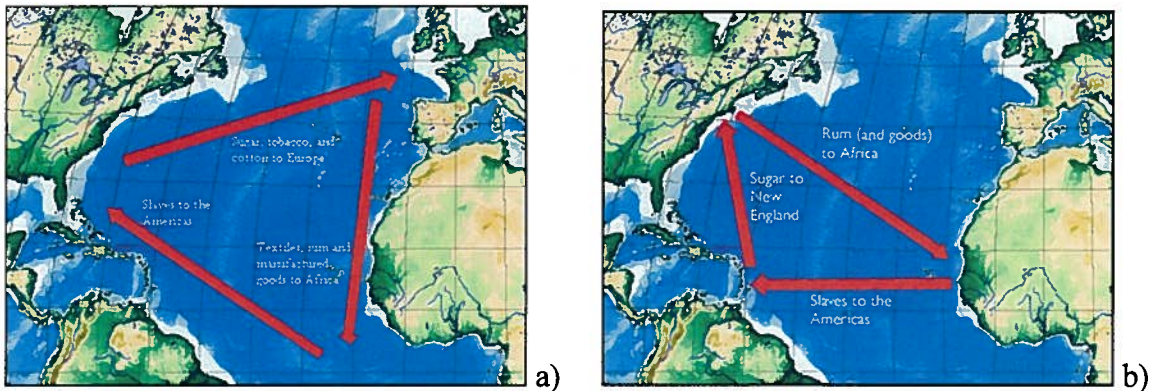 Sugar, tobacco, and
cotton to Europe
Slaves to the
Americas
Textiles, rum and
manufactured
goods to Africa
a)
Rum (and goods)
to Africa
Sugar to
New
England
Slaves to the
Americas
b)